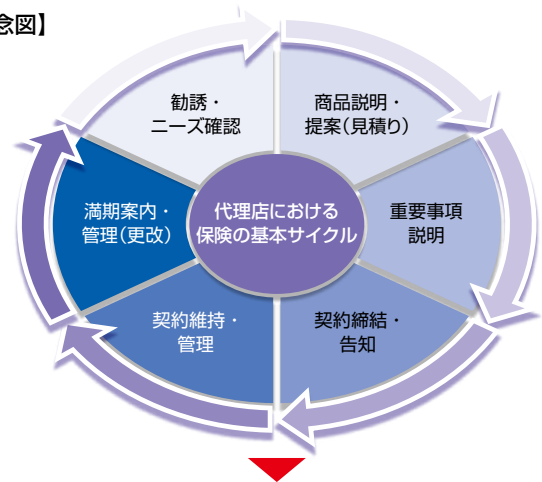 念図】
勧誘・
ニーズ確認
商品説明・
提案(見積り)
重要事項
説明
契約締結・
告知
契約維持・
管理
満期案内・
管理(更改)
代理店における
保険の基本サイクル